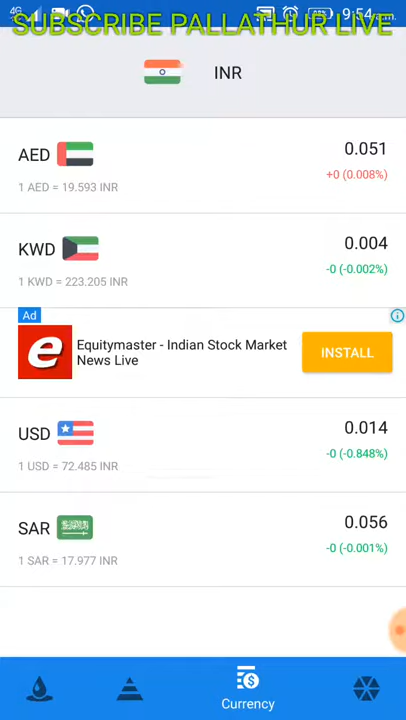 SUBSCRIBE PALLATHUR LIVE
4G
9:54 a.m.
INR
AED
0.051
1 AED = 19.593 INR
+0 (0.008%)
KWD
0.004
1 KWD = 223.205 INR
-0 (-0.002%)
Ad
Equitymaster - Indian Stock Market
News Live
INSTALL
USD
0.014
1 USD = 72.485 INR
-0 (-0.848%)
SAR
0.056
1 SAR = 17.977 INR
-0 (-0.001%)
Currency